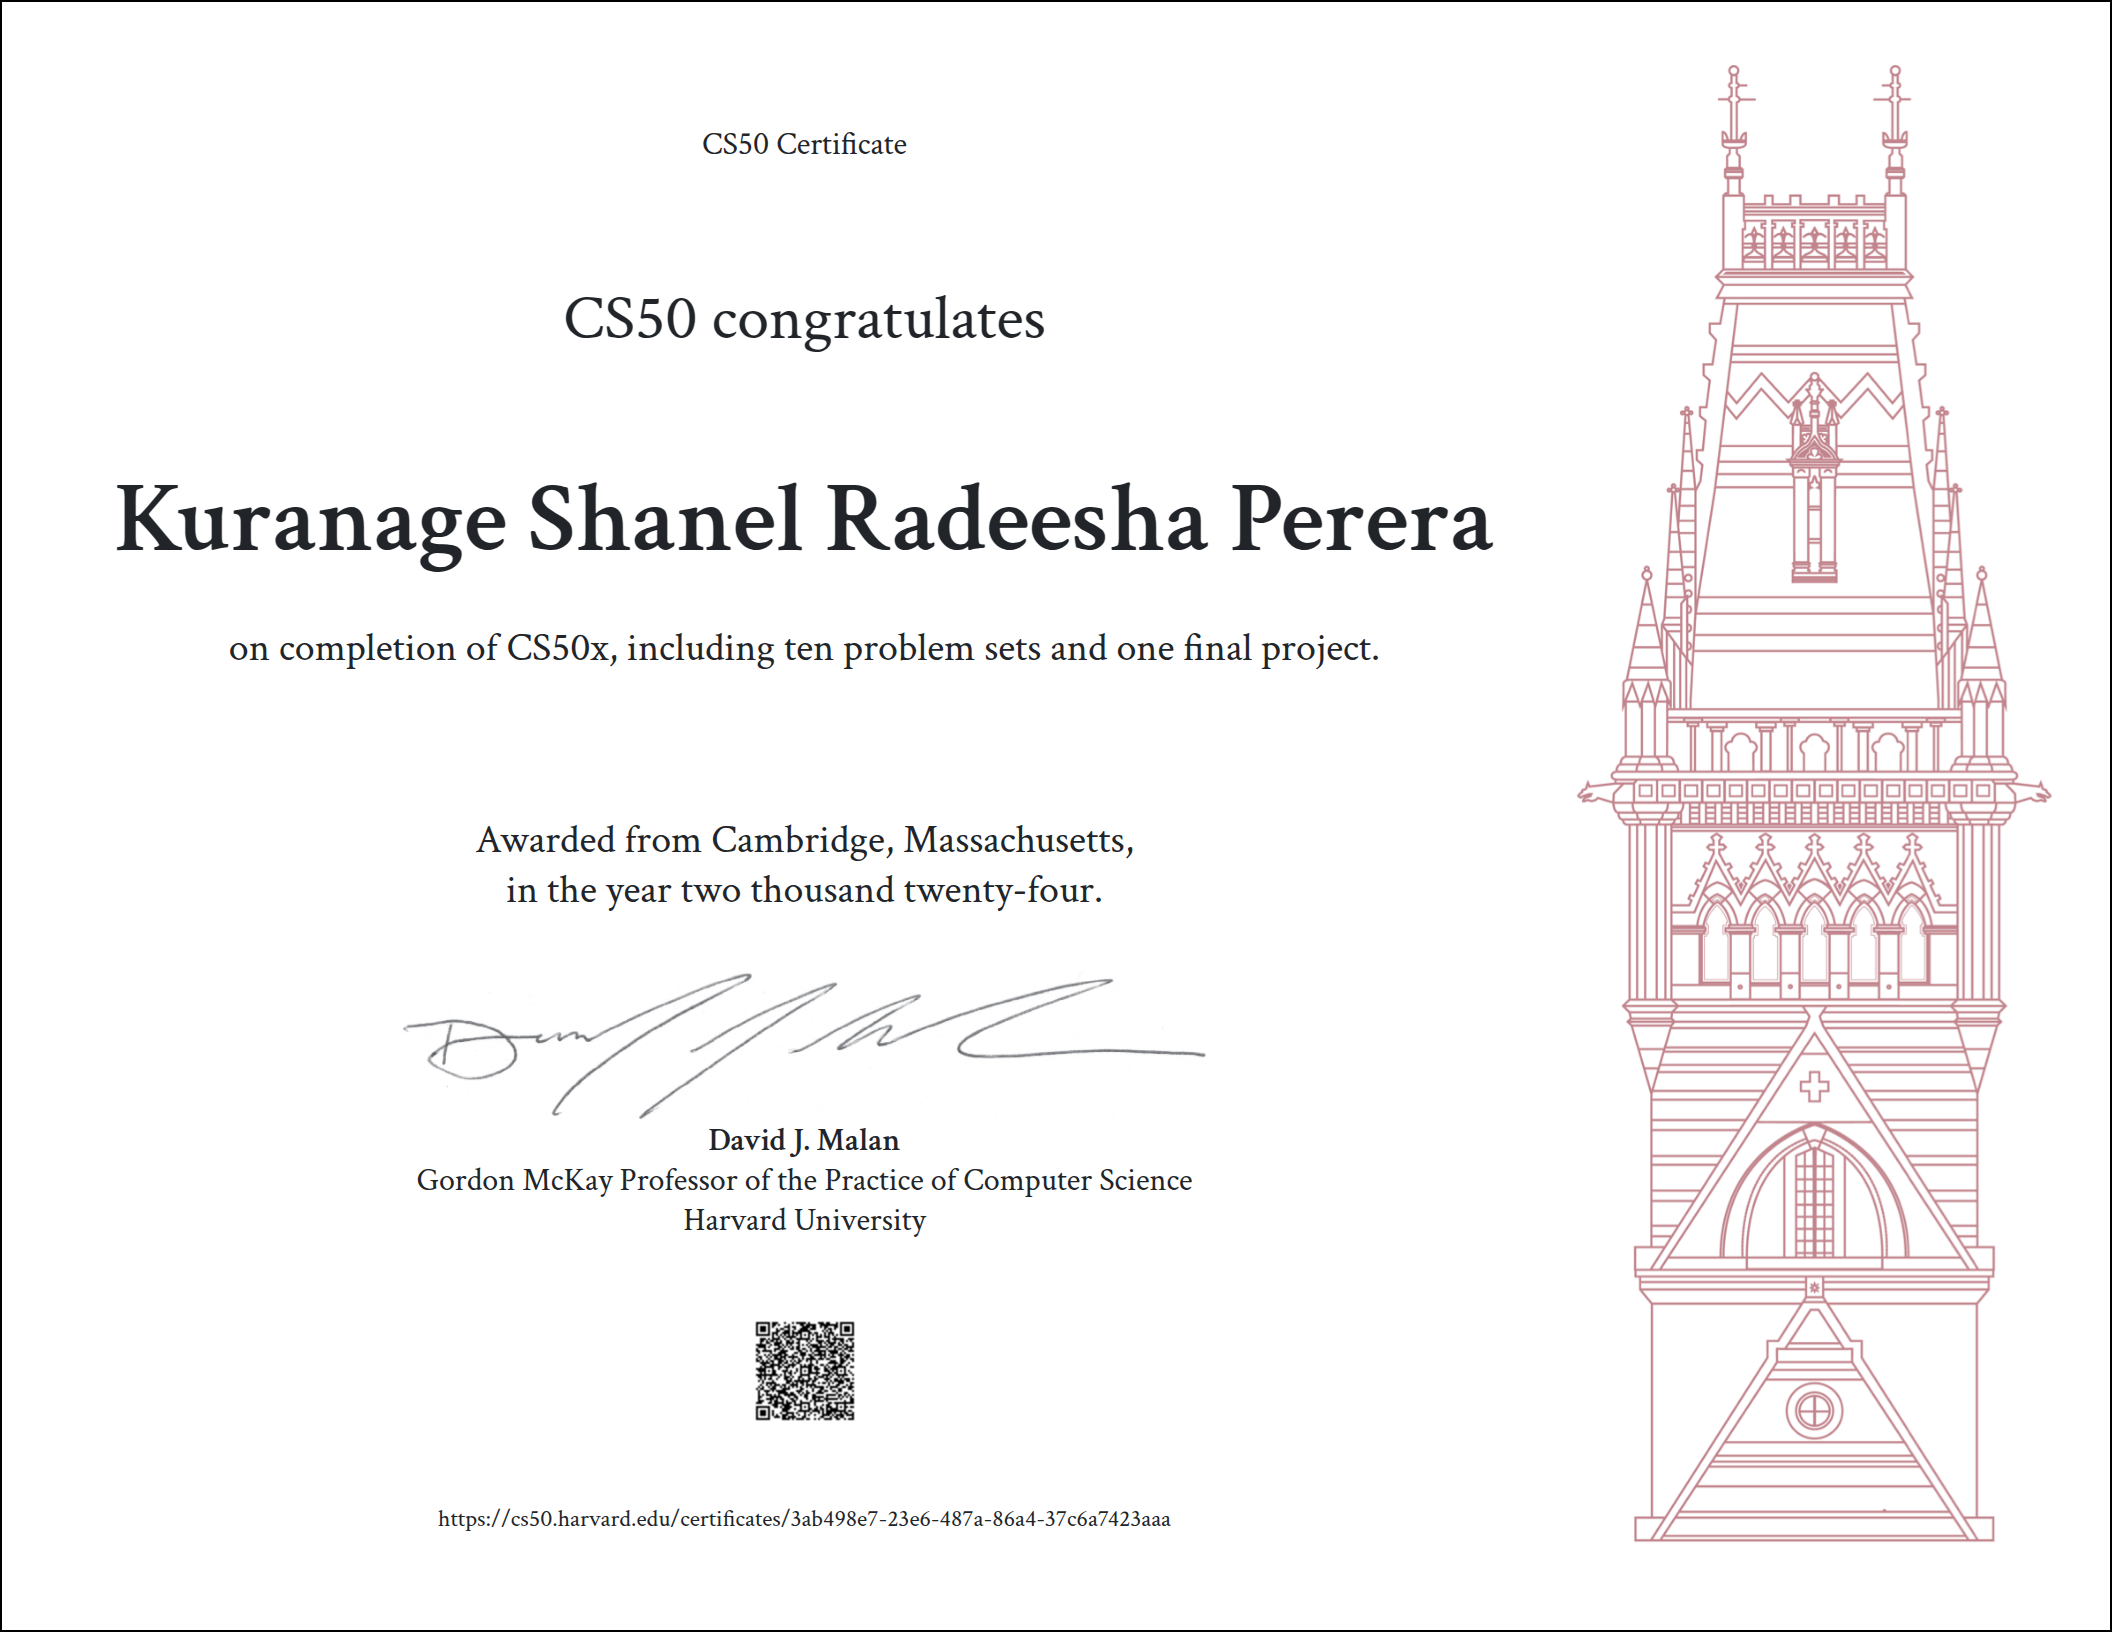 CS50 Certificate
CS50 congratulates
Kuranage Shanel Radeesha Perera
on completion of CS50x, including ten problem sets and one final project.
Awarded from Cambridge, Massachusetts,
in the year two thousand twenty-four.
David J. Malan
Gordon McKay Professor of the Practice of Computer Science
Harvard University
https://cs50.harvard.edu/certificates/3ab498e7-23e6-487a-86a4-37c6a7423aaa